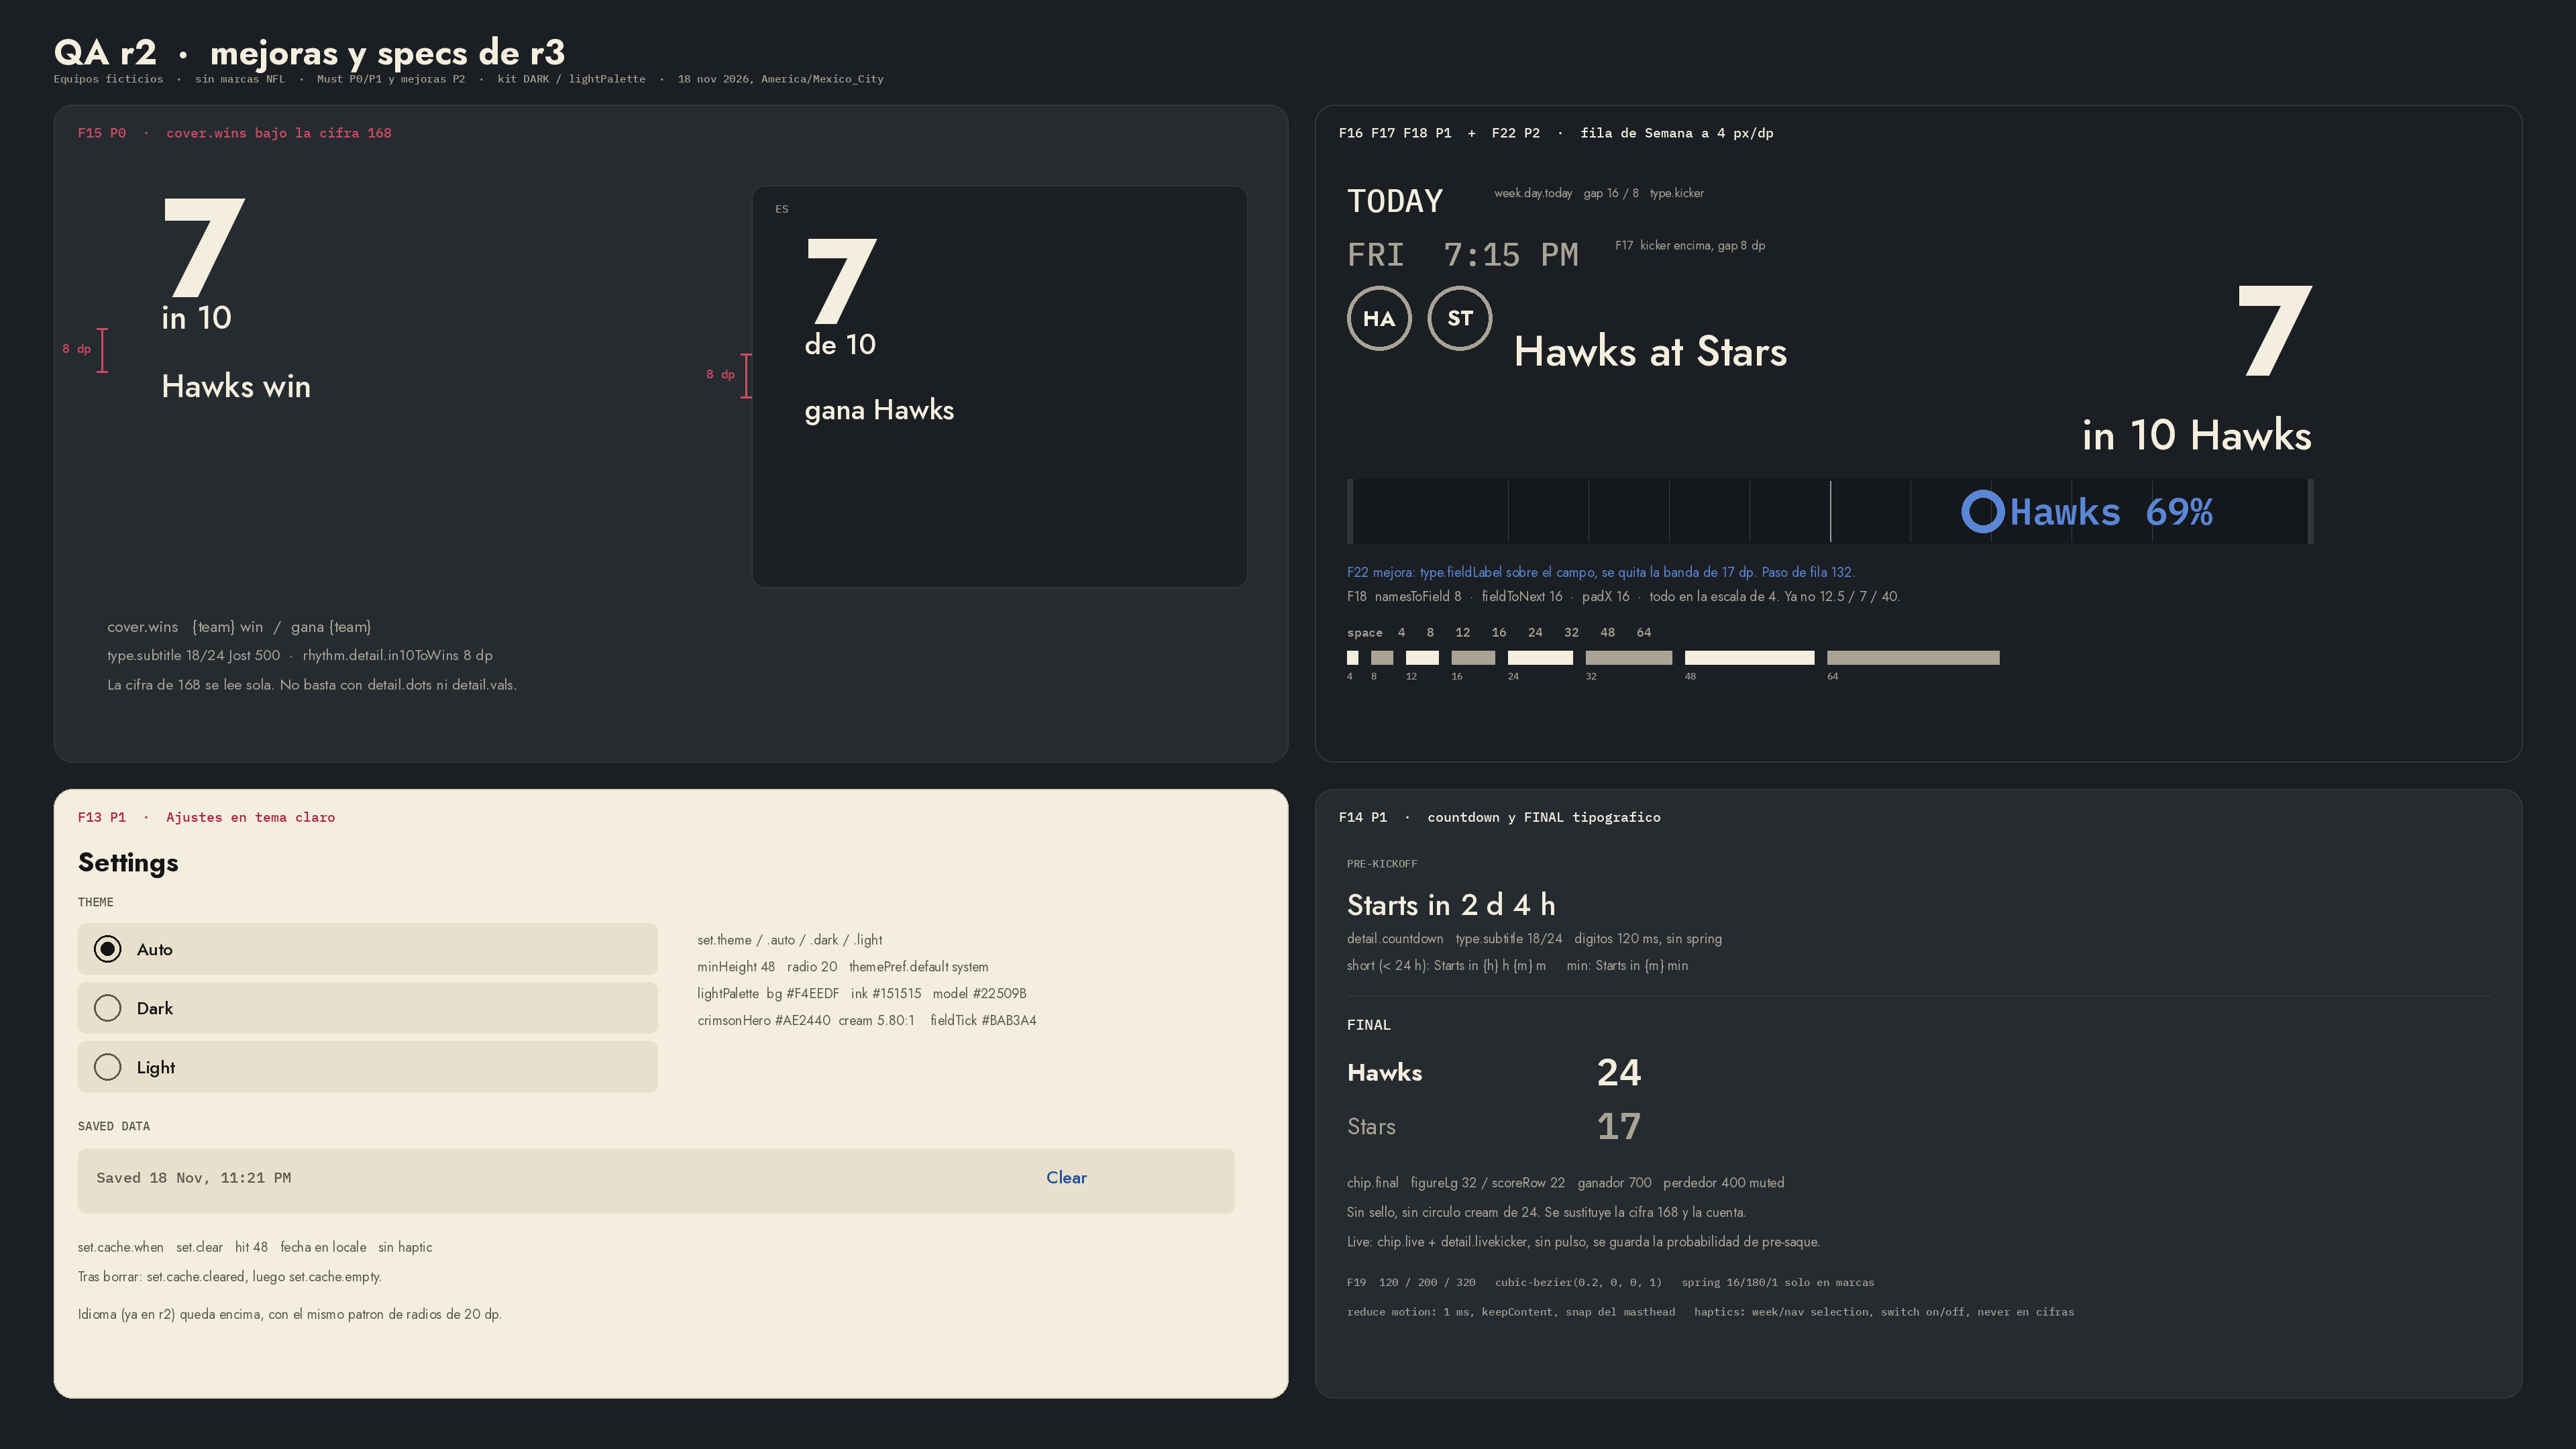 QA r2 · mejoras y specs de r3
Equipos ficticios · sin marcas NFL · Must P0/P1 y mejoras P2 · kit DARK / lightPalette · 18 nov 2026, America/Mexico_City
F15 P0 · cover.wins bajo la cifra 168
7
in 10
8 dp
Hawks win
ES
7
de 10
8 dp
gana Hawks
cover.wins {team} win / gana {team}
type.subtitle 18/24 Jost 500 · rhythm.detail.in10ToWins 8 dp
La cifra de 168 se lee sola. No basta con detail.dots ni detail.vals.
F16 F17 F18 P1 + F22 P2 · fila de Semana a 4 px/dp
TODAY week.day.today gap 16 / 8 type.kicker
FRI 7:15 PM F17 kicker encima, gap 8 dp
HA ST Hawks at Stars
7
in 10 Hawks
Hawks 69%
F22 mejora: type.fieldLabel sobre el campo, se quita la banda de 17 dp. Paso de fila 132.
F18 namesToField 8 · fieldToNext 16 · padX 16 · todo en la escala de 4. Ya no 12.5 / 7 / 40.
space 4 8 12 16 24 32 48 64
4 8 12 16 24 32 48 64
F13 P1 · Ajustes en tema claro
Settings
THEME
Auto
Dark
Light
set.theme / .auto / .dark / .light
minHeight 48 radio 20 themePref.default system
lightPalette bg #F4EEDF ink #151515 model #22509B
crimsonHero #AE2440 cream 5.80:1 fieldTick #BAB3A4
SAVED DATA
Saved 18 Nov, 11:21 PM Clear
set.cache.when set.clear hit 48 fecha en locale sin haptic
Tras borrar: set.cache.cleared, luego set.cache.empty.
Idioma (ya en r2) queda encima, con el mismo patron de radios de 20 dp.
F14 P1 · countdown y FINAL tipografico
PRE-KICKOFF
Starts in 2 d 4 h
detail.countdown type.subtitle 18/24 digitos 120 ms, sin spring
short (< 24 h): Starts in {h} h {m} m min: Starts in {m} min
FINAL
Hawks 24
Stars 17
chip.final figureLg 32 / scoreRow 22 ganador 700 perdedor 400 muted
Sin sello, sin circulo cream de 24. Se sustituye la cifra 168 y la cuenta.
Live: chip.live + detail.livekicker, sin pulso, se guarda la probabilidad de pre-saque.
F19 120 / 200 / 320 cubic-bezier(0.2, 0, 0, 1) spring 16/180/1 solo en marcas
reduce motion: 1 ms, keepContent, snap del masthead haptics: week/nav selection, switch on/off, never en cifras